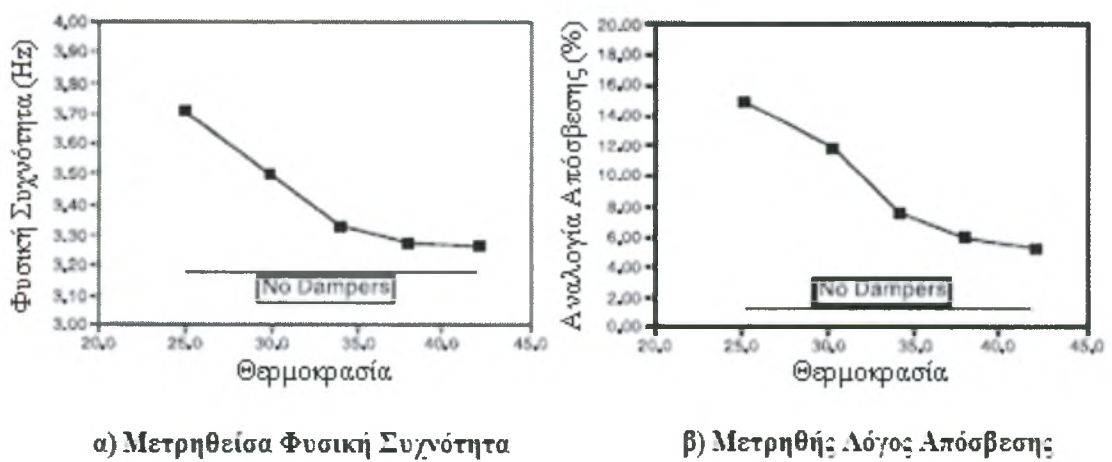 Φυσική Συχνότητα (Hz)
4,00
3,90
3,80
3,70
3,60
3,50
3,40
3,30
3,20
3,10
3,00
20,0 25,0 30,0 35,0 40,0 45,0
No Dampers
Θερμοκρασία
α) Μετρηθείσα Φυσική Συχνότητα
Αναλογία Απόσβεσης (%)
20,00
18,00
16,00
14,00
12,00
10,00
8,00
6,00
4,00
2,00
0,00
20,0 25,0 30,0 35,0 40,0 45,0
No Dampers
Θερμοκρασία
β) Μετρηθής Λόγος Απόσβεσης